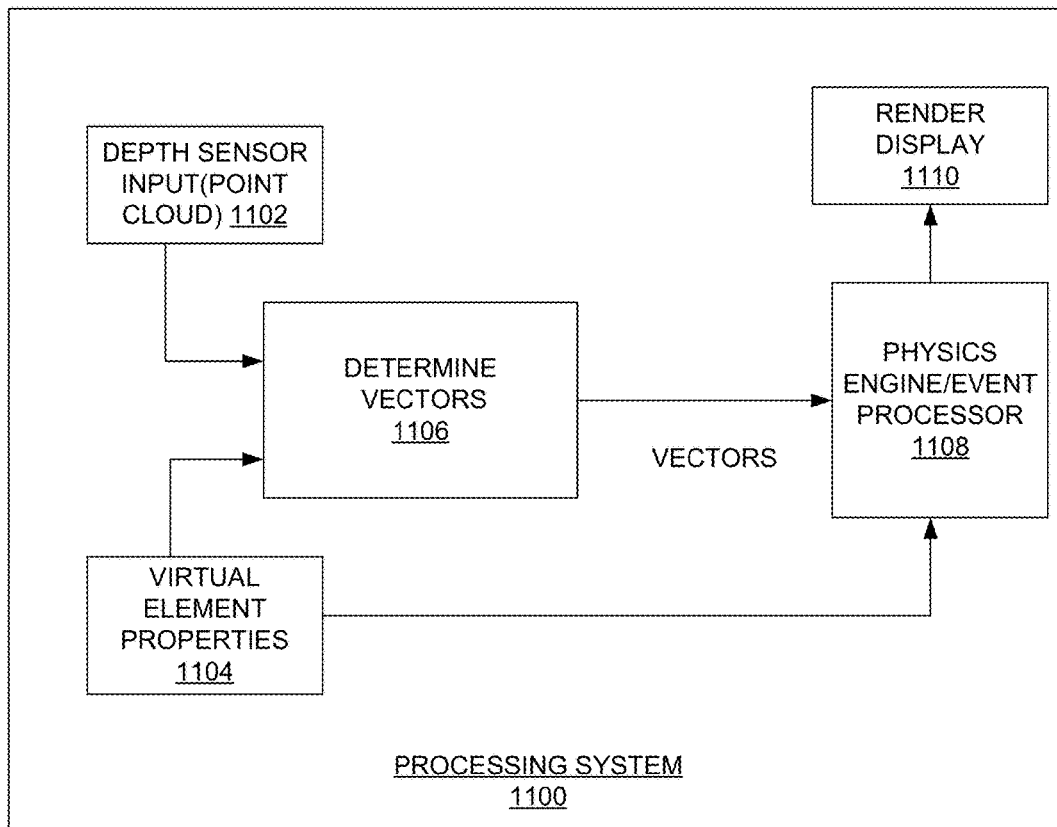 DEPTH SENSOR
INPUT(POINT
CLOUD) 1102
RENDER
DISPLAY
1110
DETERMINE
VECTORS
1106
VECTORS
PHYSICS
ENGINE/EVENT
PROCESSOR
1108
VIRTUAL
ELEMENT
PROPERTIES
1104
PROCESSING SYSTEM
1100